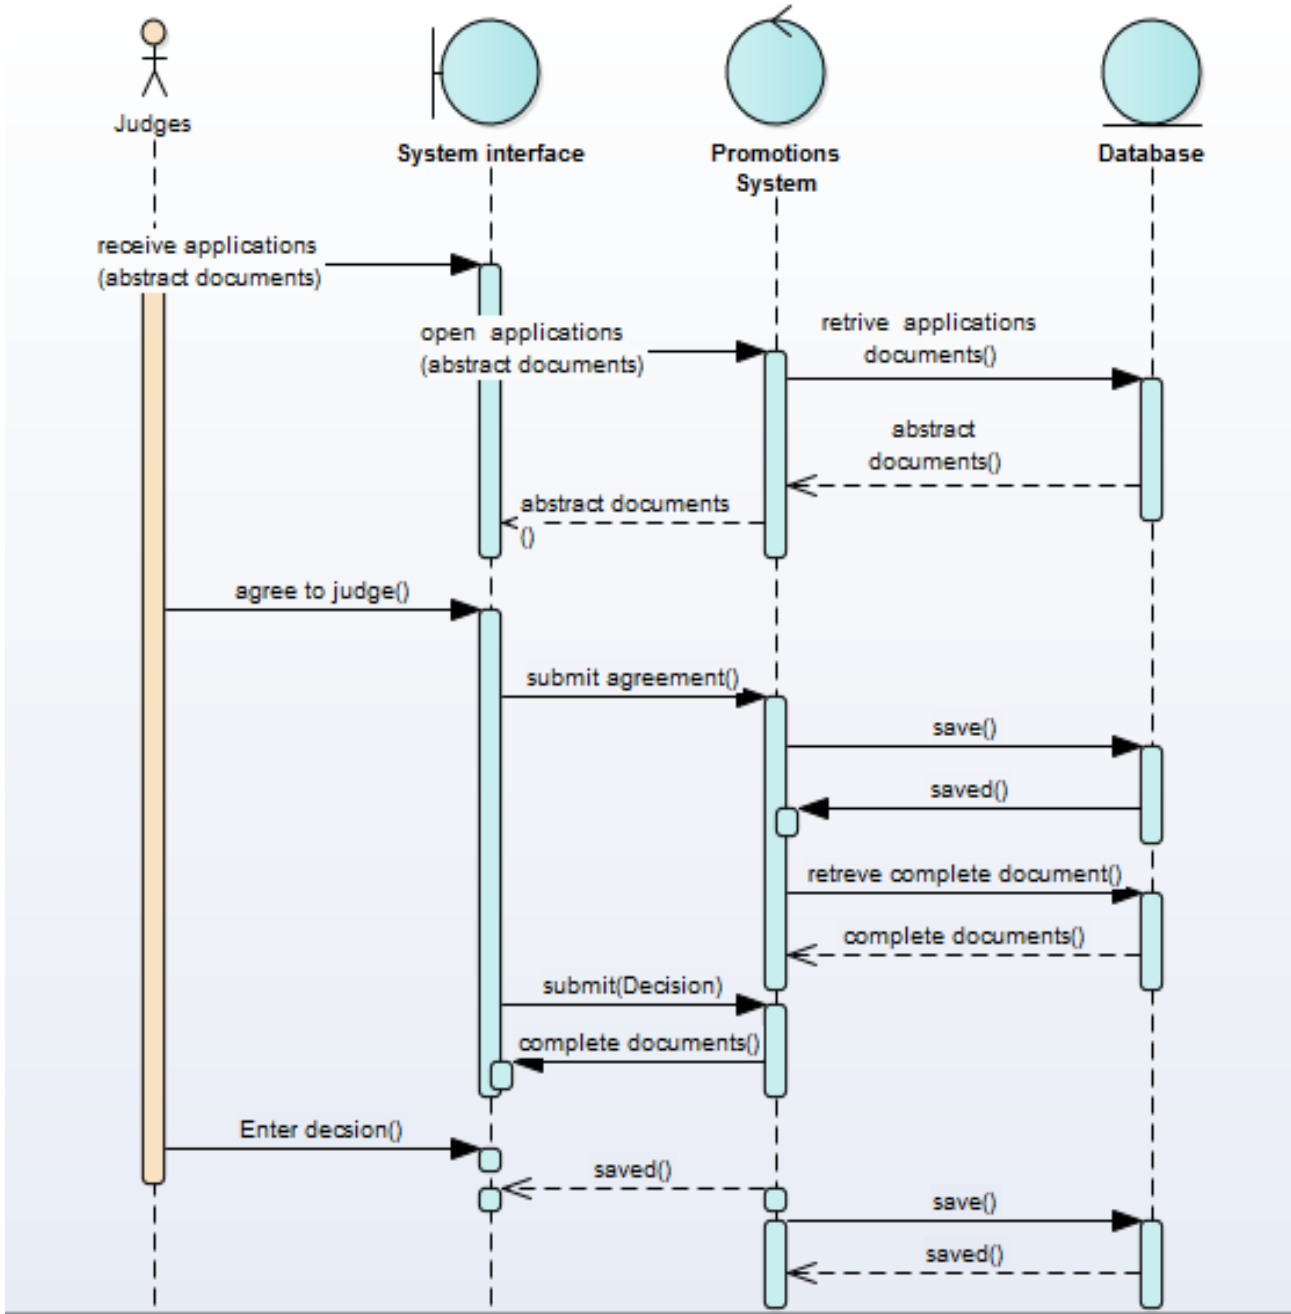 Judges
System interface
Promotions
System
Database
receive applications
(abstract documents)
open  applications
(abstract documents)
retrive  applications
documents()
abstract
documents()
abstract documents
()
agree to judge()
submit agreement()
save()
saved()
retreve complete document()
complete documents()
submit(Decision)
complete documents()
Enter decsion()
saved()
save()
saved()